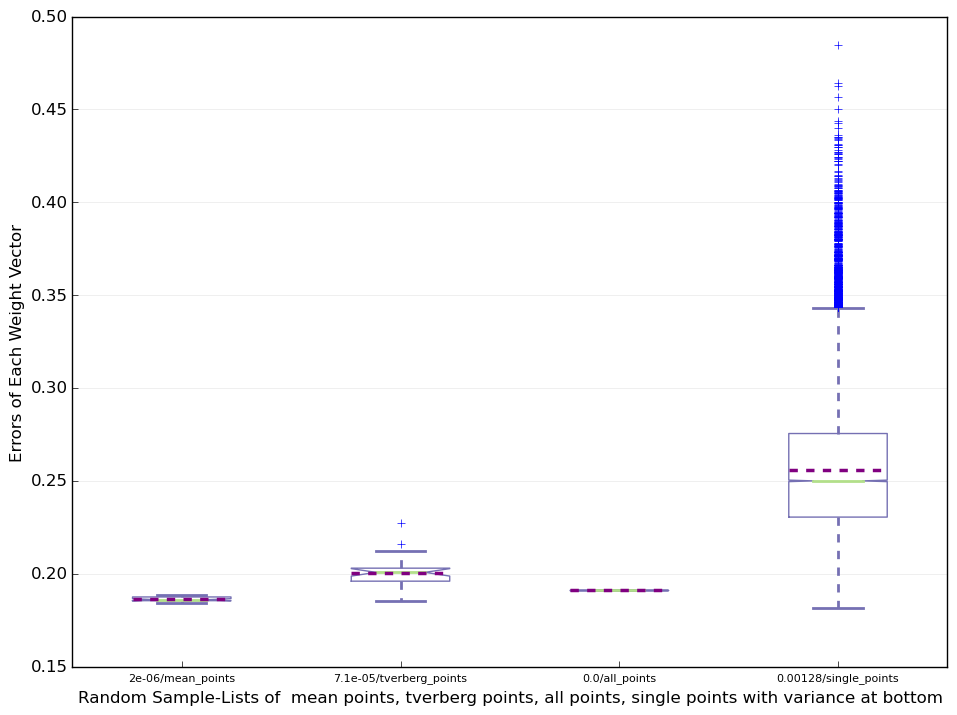 0.50
0.45
0.40
0.35
0.30
0.25
0.20
0.15
Errors of Each Weight Vector
2e-06/mean_points 7.1e-05/tverberg_points 0.0/all_points 0.00128/single_points
Random Sample-Lists of  mean points, tverberg points, all points, single points with variance at bottom